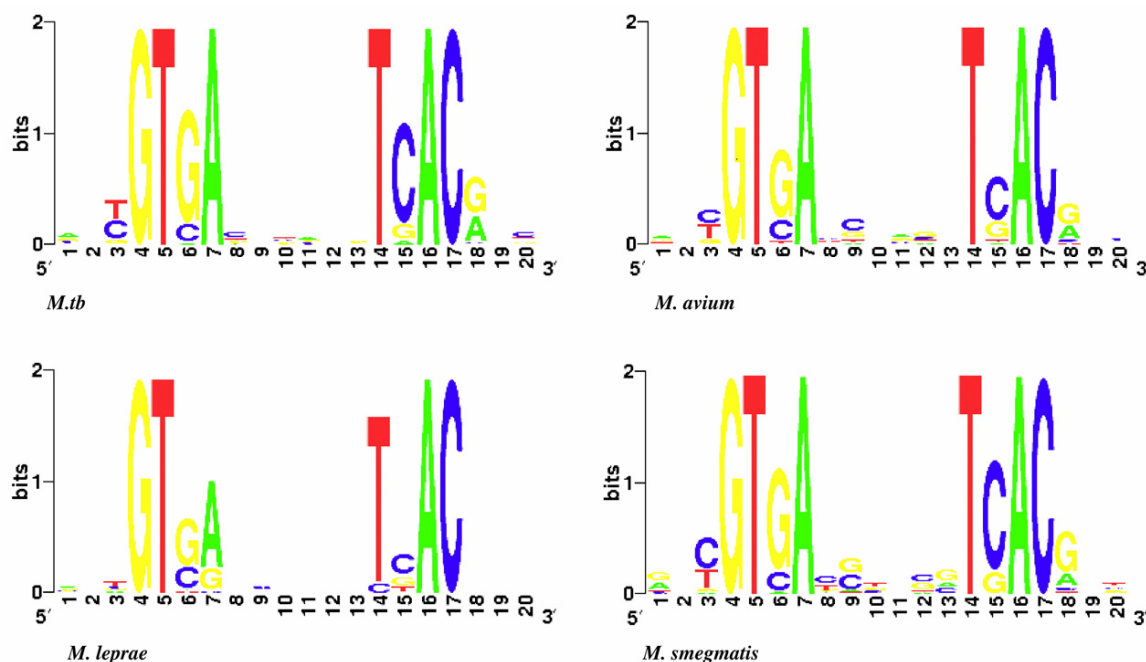 2
1
0
bits
T C G T G C A C T C G A A C G A C
1 2 3 4 5 6 7 8 9 10 11 12 13 14 15 16 17 18 19 20
5′ 3′
M.tb
2
1
0
bits
C T G T G C A C T C G A C G A
1 2 3 4 5 6 7 8 9 10 11 12 13 14 15 16 17 18 19 20
5′ 3′
M. avium
2
1
0
bits
G T G C A G T C C G A C
1 2 3 4 5 6 7 8 9 10 11 12 13 14 15 16 17 18 19 20
5′ 3′
M. leprae
2
1
0
bits
C T G T G C A C G C C G T C G A C G A
1 2 3 4 5 6 7 8 9 10 11 12 13 14 15 16 17 18 19 20
5′ 3′
M. smegmatis